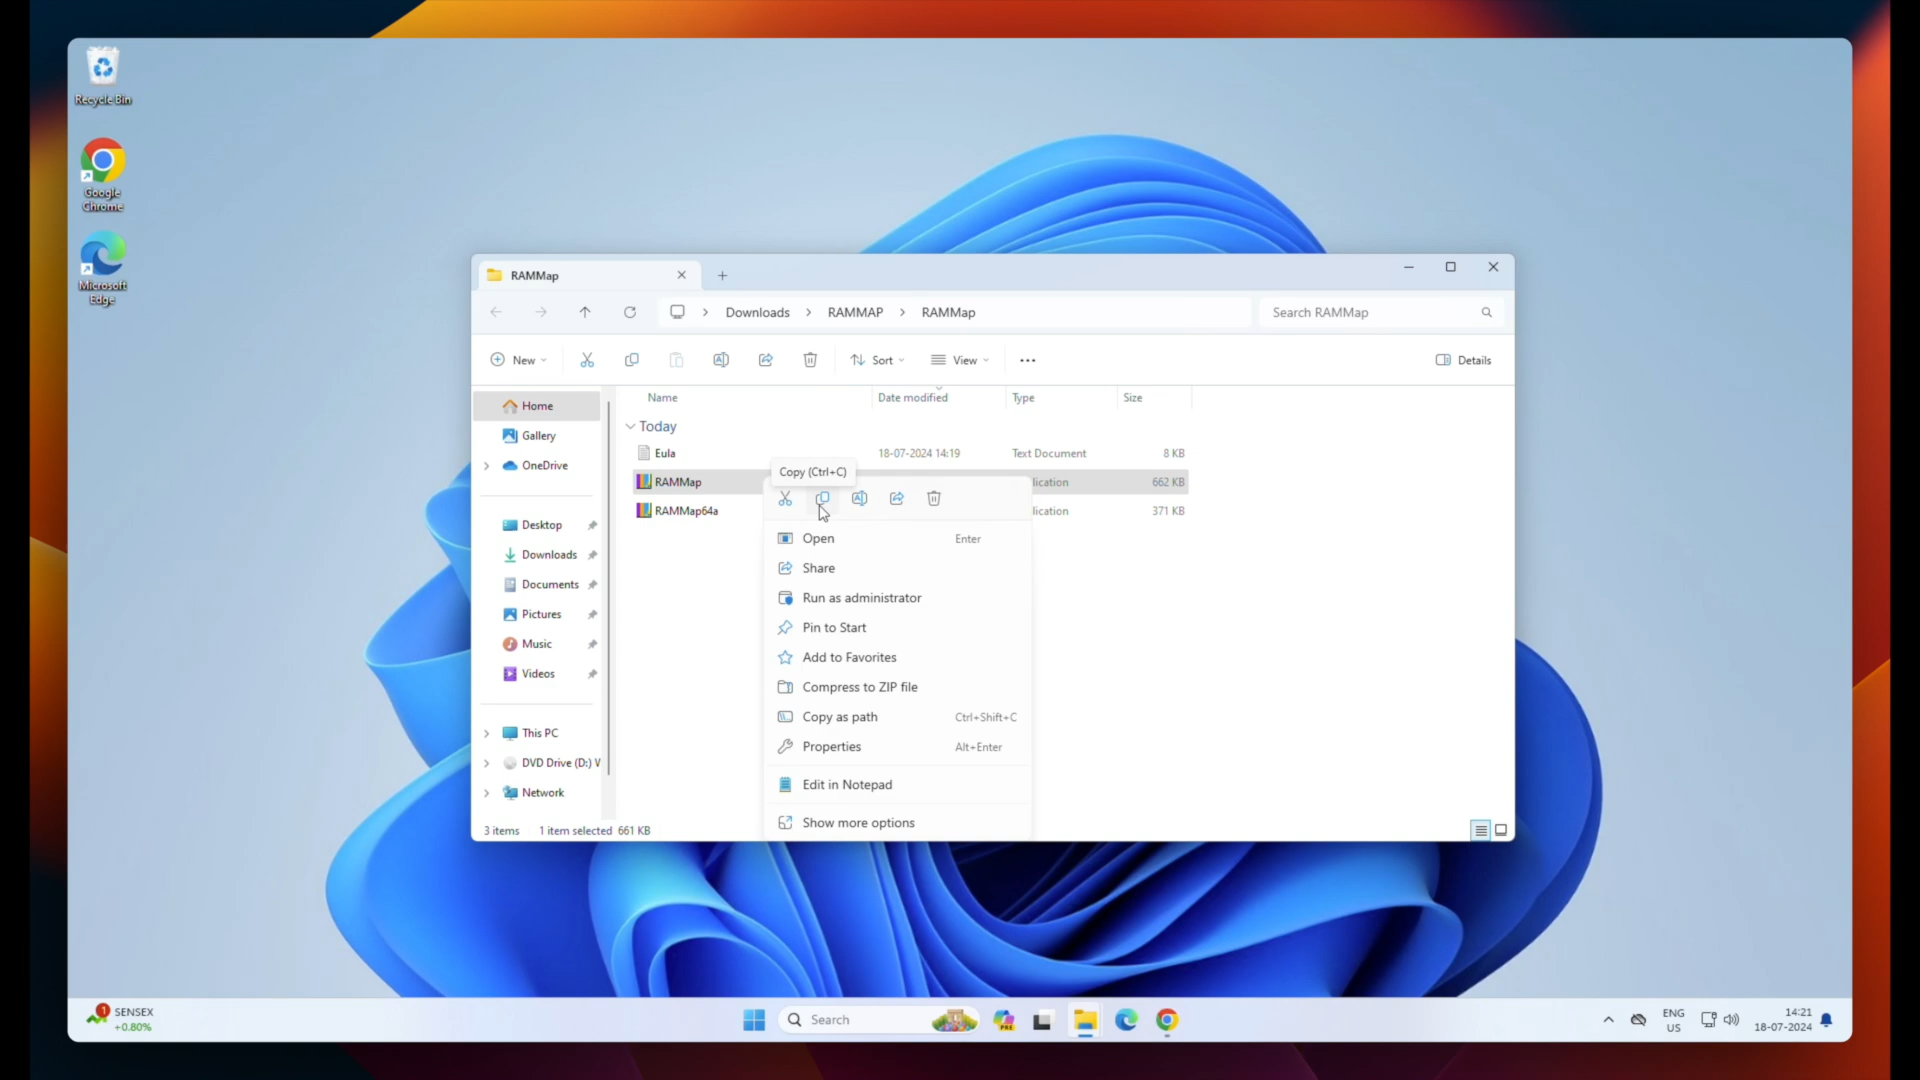 Recycle Bin
Google
Chrome
Microsoft
Edge
RAMMap
Downloads > RAMMAP > RAMMap
Search RAMMap
New
Sort
View
Details
Home
Gallery
OneDrive
Desktop
Downloads
Documents
Pictures
Music
Videos
This PC
DVD Drive (D:) V
Network
Name Date modified Type Size
Today
Eula 18-07-2024 14:19 Text Document 8 KB
Copy (Ctrl+C)
RAMMap lication 662 KB
RAMMap64a lication 371 KB
Open Enter
Share
Run as administrator
Pin to Start
Add to Favorites
Compress to ZIP file
Copy as path Ctrl+Shift+C
Properties Alt+Enter
Edit in Notepad
Show more options
3 items 1 item selected 661 KB
1
SENSEX
+0.80%
Search
PRE
ENG
US
14:21
18-07-2024